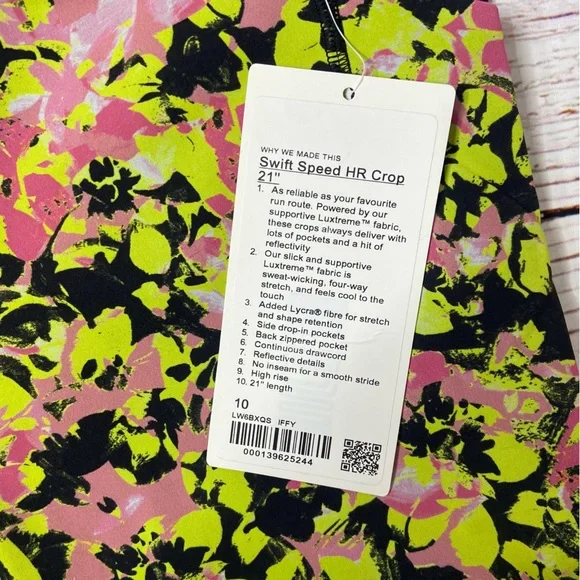 WHY WE MADE THIS
Swift Speed HR Crop
21"
1. As reliable as your favourite
run route. Powered by our
supportive Luxtreme™ fabric,
these crops always deliver with
lots of pockets and a hit of
reflectivity
2. Our slick and supportive
Luxtreme™ fabric is
sweat-wicking, four-way
stretch, and feels cool to the
touch
3. Added Lycra® fibre for stretch
and shape retention
4. Side drop-in pockets
5. Back zippered pocket
6. Continuous drawcord
7. Reflective details
8. No inseam for a smooth stride
9. High rise
10. 21" length
10
LW6BXQS IFFY
000139625244